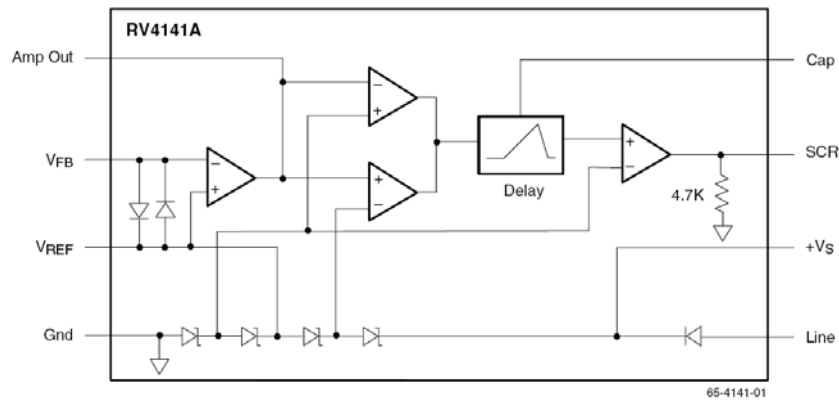 RV4141A
Amp Out
Cap
VFB
SCR
Delay
4.7K
VREF
+VS
Gnd
Line
65-4141-01